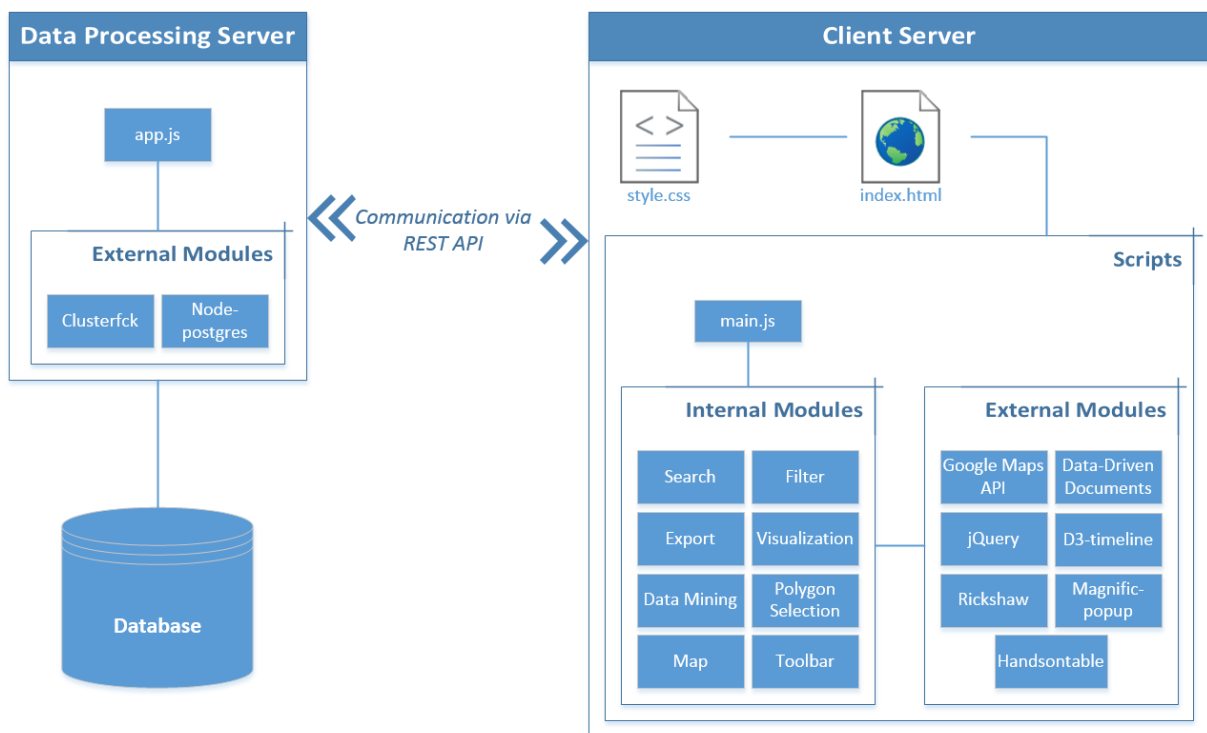 Data Processing Server
app.js
External Modules
Clusterfck
Node-
postgres
Database
Communication via
REST API
Client Server
< >
style.css
index.html
Scripts
main.js
Internal Modules
Search
Filter
Export
Visualization
Data Mining
Polygon
Selection
Map
Toolbar
External Modules
Google Maps
API
Data-Driven
Documents
jQuery
D3-timeline
Rickshaw
Magnific-
popup
Handsontable